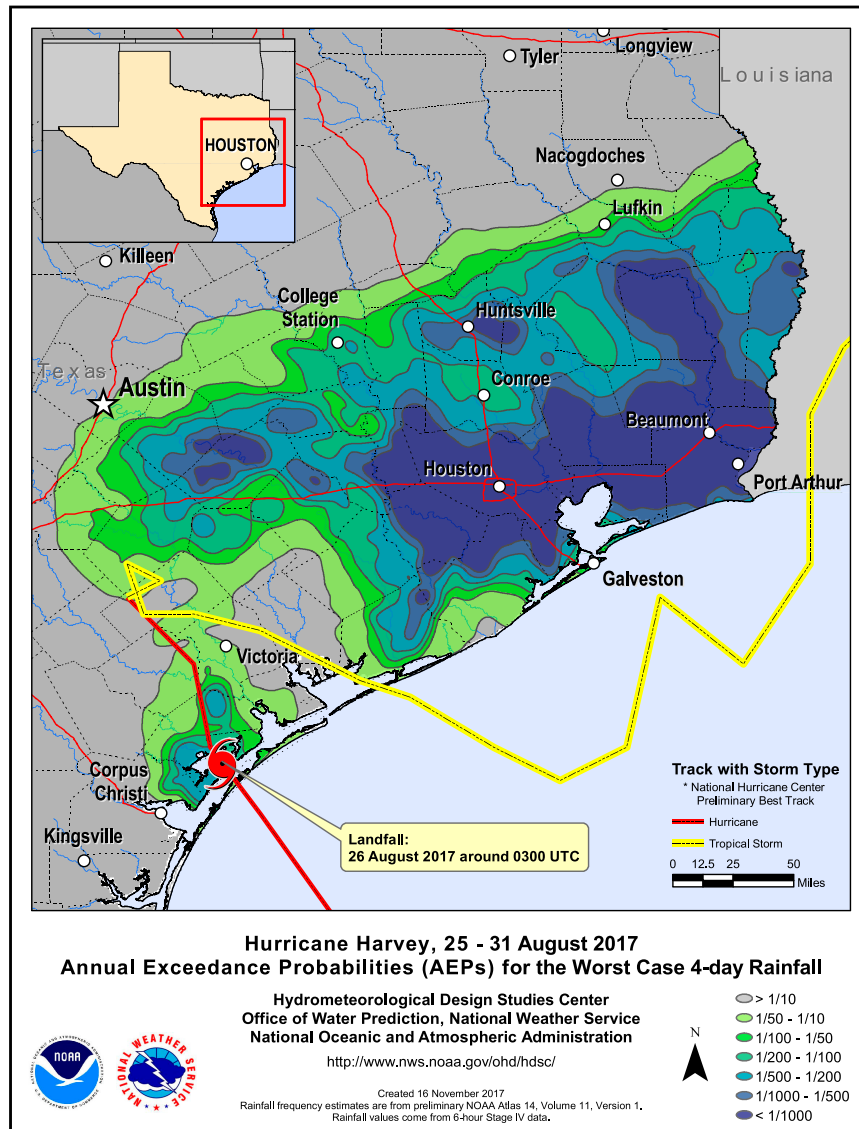 HOUSTON
Tyler
Longview
Louisiana
Nacogdoches
Lufkin
Killeen
College
Station
Huntsville
Texas
Austin
Conroe
Beaumont
Houston
Port Arthur
Galveston
Victoria
Corpus
Christi
Kingsville
Landfall:
26 August 2017 around 0300 UTC
Track with Storm Type
* National Hurricane Center
Preliminary Best Track
Hurricane
Tropical Storm
0 12.5 25 50
Miles
Hurricane Harvey, 25 - 31 August 2017
Annual Exceedance Probabilities (AEPs) for the Worst Case 4-day Rainfall
Hydrometeorological Design Studies Center
Office of Water Prediction, National Weather Service
National Oceanic and Atmospheric Administration
http://www.nws.noaa.gov/ohd/hdsc/
Created 16 November 2017
Rainfall frequency estimates are from preliminary NOAA Atlas 14, Volume 11, Version 1.
Rainfall values come from 6-hour Stage IV data.
NOAA
NATIONAL WEATHER SERVICE
N
> 1/10
1/50 - 1/10
1/100 - 1/50
1/200 - 1/100
1/500 - 1/200
1/1000 - 1/500
< 1/1000